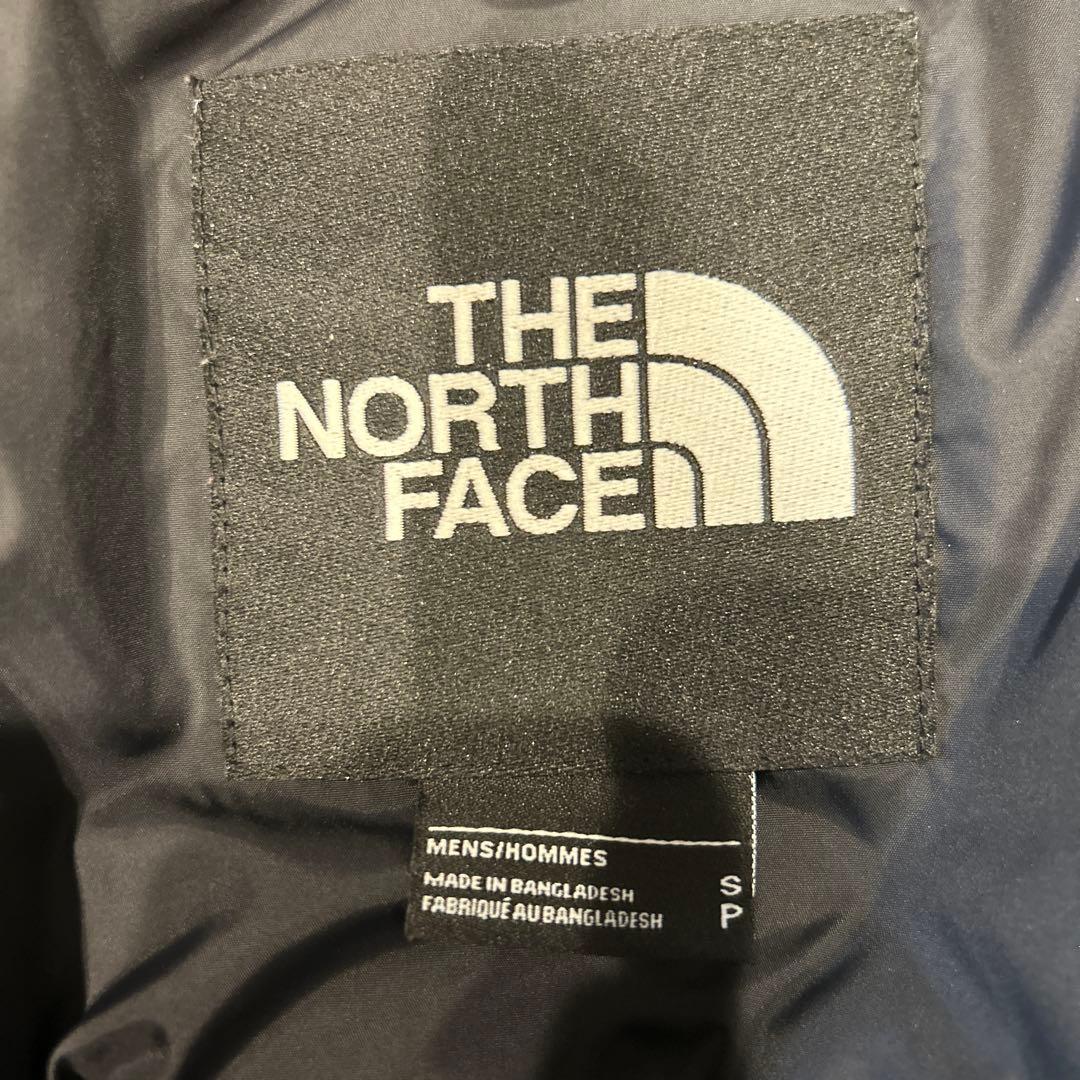 THE
NORTH
FACE
MENS/HOMMES
MADE IN BANGLADESH S
FABRIQUÉ AU BANGLADESH P